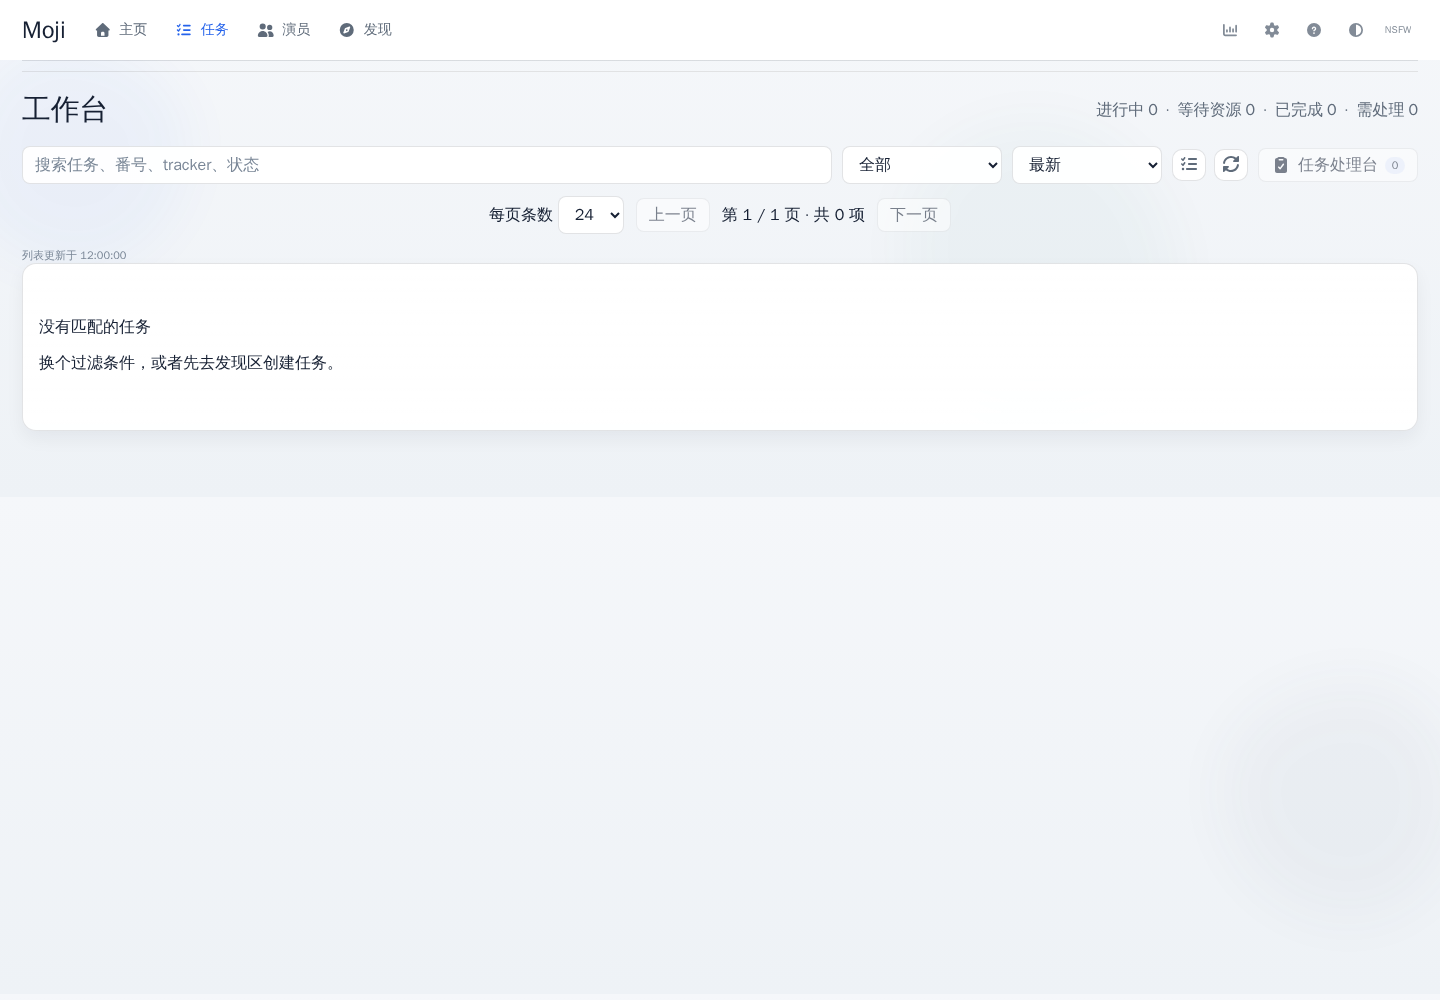 Moji 主页 任务 演员 发现 NSFW
工作台 进行中 0 · 等待资源 0 · 已完成 0 · 需处理 0
搜索任务、番号、tracker、状态 全部 最新 任务处理台 0
每页条数 24 上一页 第 1 / 1 页 · 共 0 项 下一页
列表更新于 12:00:00
没有匹配的任务
换个过滤条件，或者先去发现区创建任务。